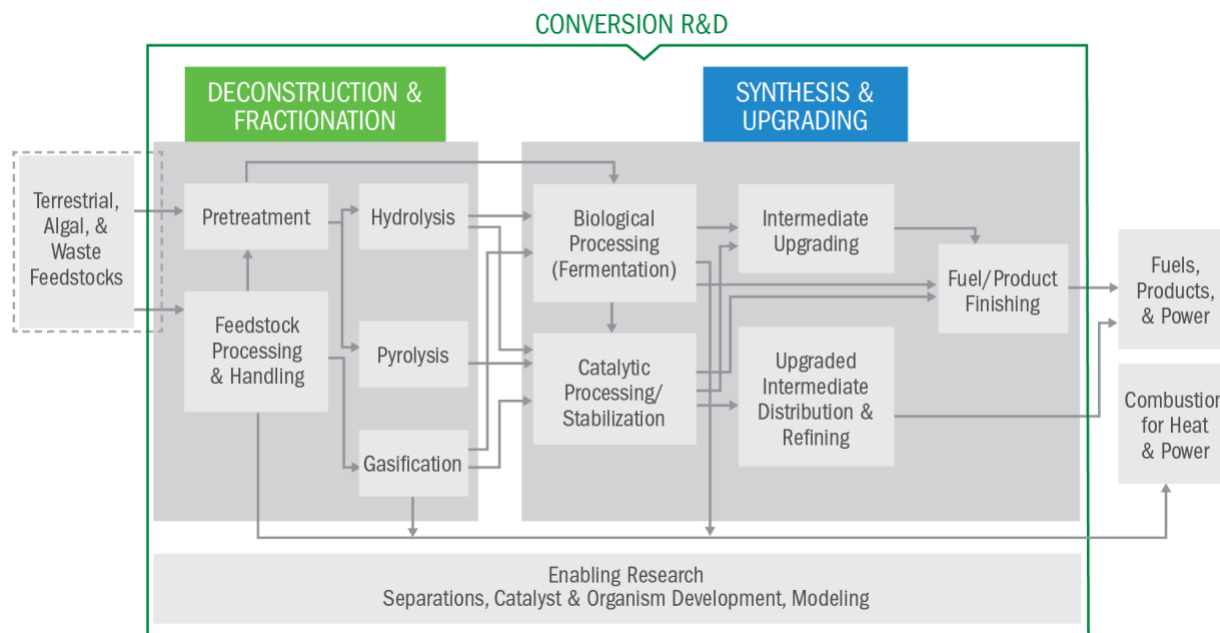 CONVERSION R&D
DECONSTRUCTION &
FRACTIONATION
SYNTHESIS &
UPGRADING
Terrestrial,
Algal, &
Waste
Feedstocks
Pretreatment
Feedstock
Processing
& Handling
Hydrolysis
Pyrolysis
Gasification
Biological
Processing
(Fermentation)
Catalytic
Processing/
Stabilization
Intermediate
Upgrading
Upgraded
Intermediate
Distribution &
Refining
Fuel/Product
Finishing
Fuels,
Products,
& Power
Combustion
for Heat
& Power
Enabling Research
Separations, Catalyst & Organism Development, Modeling